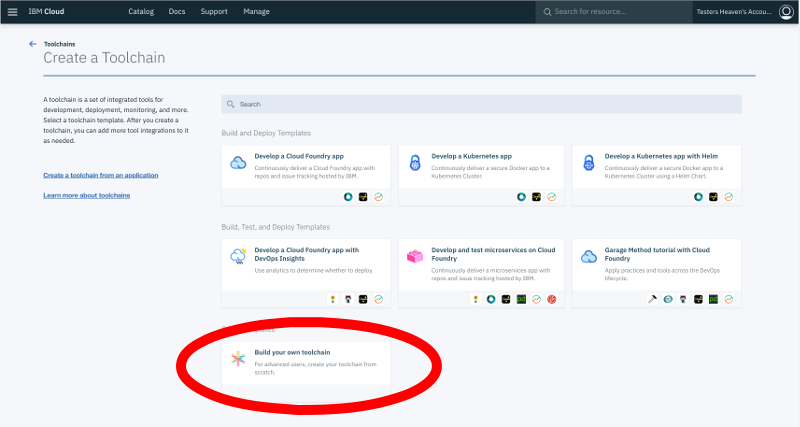 IBM Cloud
Catalog
Docs
Support
Manage
Search for resource...
Testers Heaven's Accou...
Toolchains
Create a Toolchain
A toolchain is a set of integrated tools for
development, deployment, monitoring, and more.
Select a toolchain template. After you create a
toolchain, you can add more tool integrations to it
as needed.
Create a toolchain from an application
Learn more about toolchains
Search
Build and Deploy Templates
Develop a Cloud Foundry app
Continuously deliver a Cloud Foundry app with
repos and issue tracking hosted by IBM.
Develop a Kubernetes app
Continuously deliver a secure Docker app to a
Kubernetes Cluster.
Develop a Kubernetes app with Helm
Continuously deliver a secure Docker app to a
Kubernetes Cluster using a Helm Chart.
Build, Test, and Deploy Templates
Develop a Cloud Foundry app with
DevOps Insights
Use analytics to determine whether to deploy.
Develop and test microservices on Cloud
Foundry
Continuously deliver a microservices app with
repos and issue tracking hosted by IBM.
Garage Method tutorial with Cloud
Foundry
Apply practices and tools across the DevOps
lifecycle.
Build your own toolchain
For advanced users, create your toolchain from
scratch.